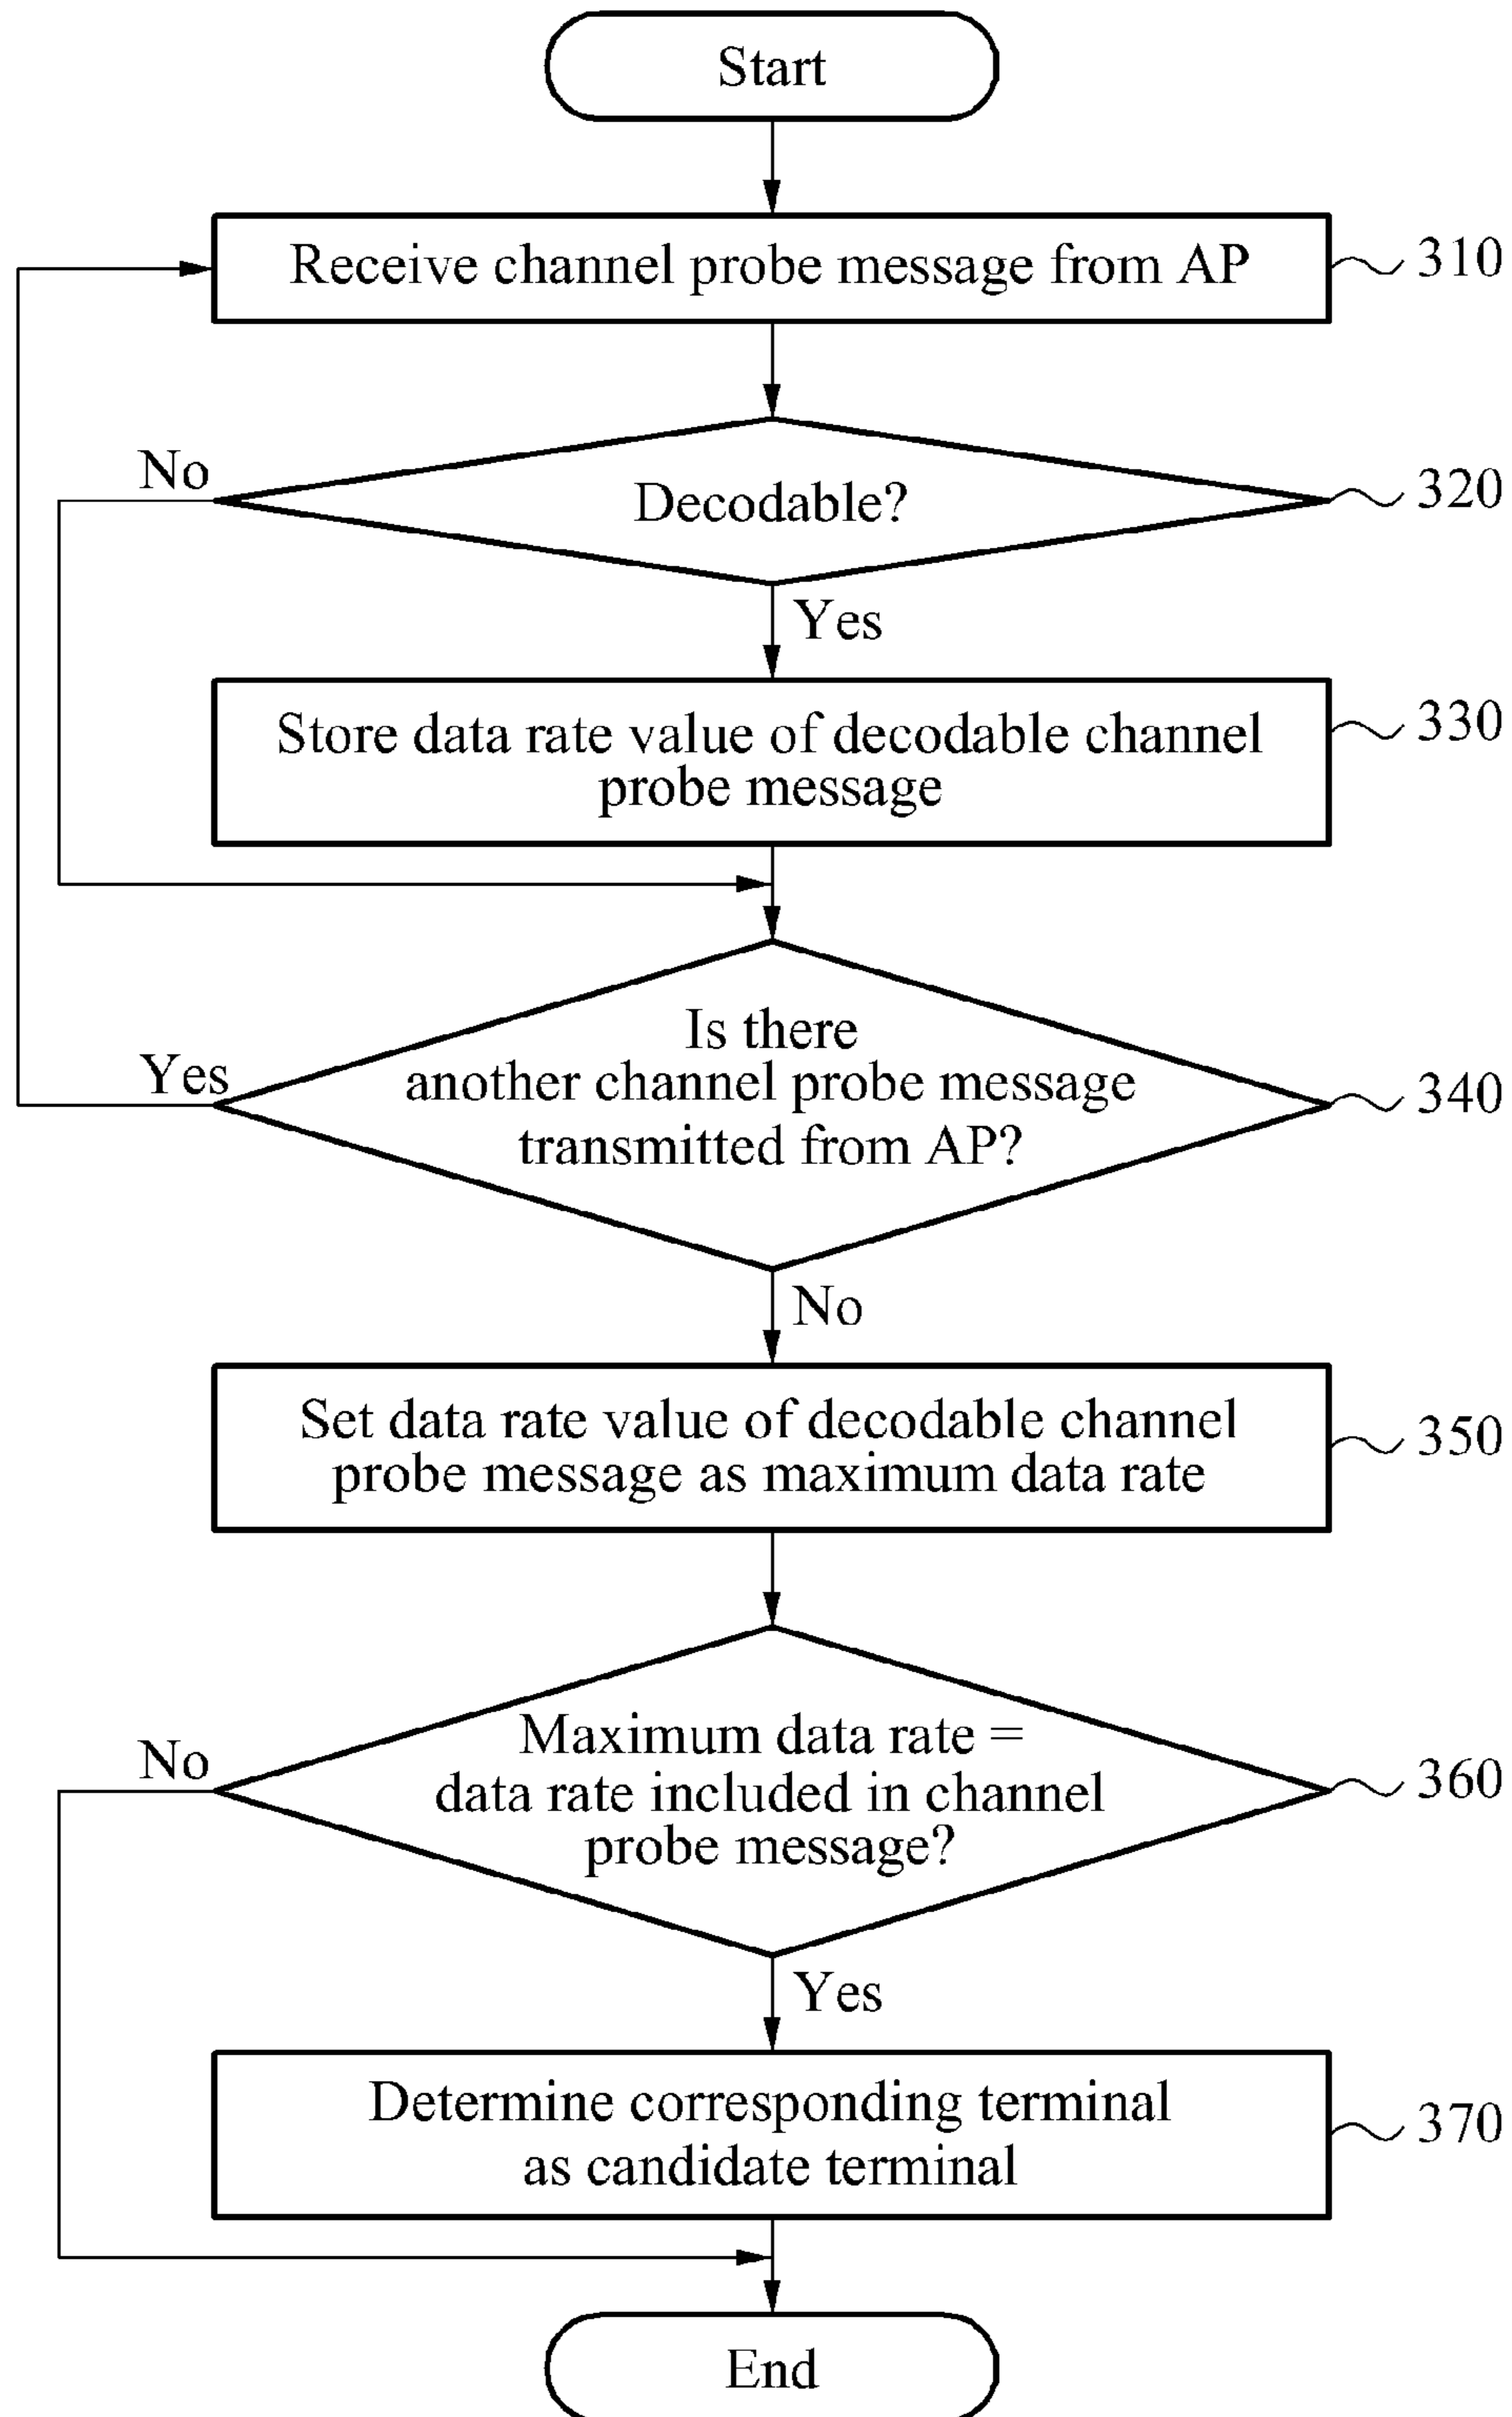 Start
Receive channel probe message from AP
310
Decodable?
320
No
Yes
Store data rate value of decodable channel
probe message
330
Is there
another channel probe message
transmitted from AP?
340
Yes
No
Set data rate value of decodable channel
probe message as maximum data rate
350
Maximum data rate =
data rate included in channel
probe message?
360
No
Yes
Determine corresponding terminal
as candidate terminal
370
End